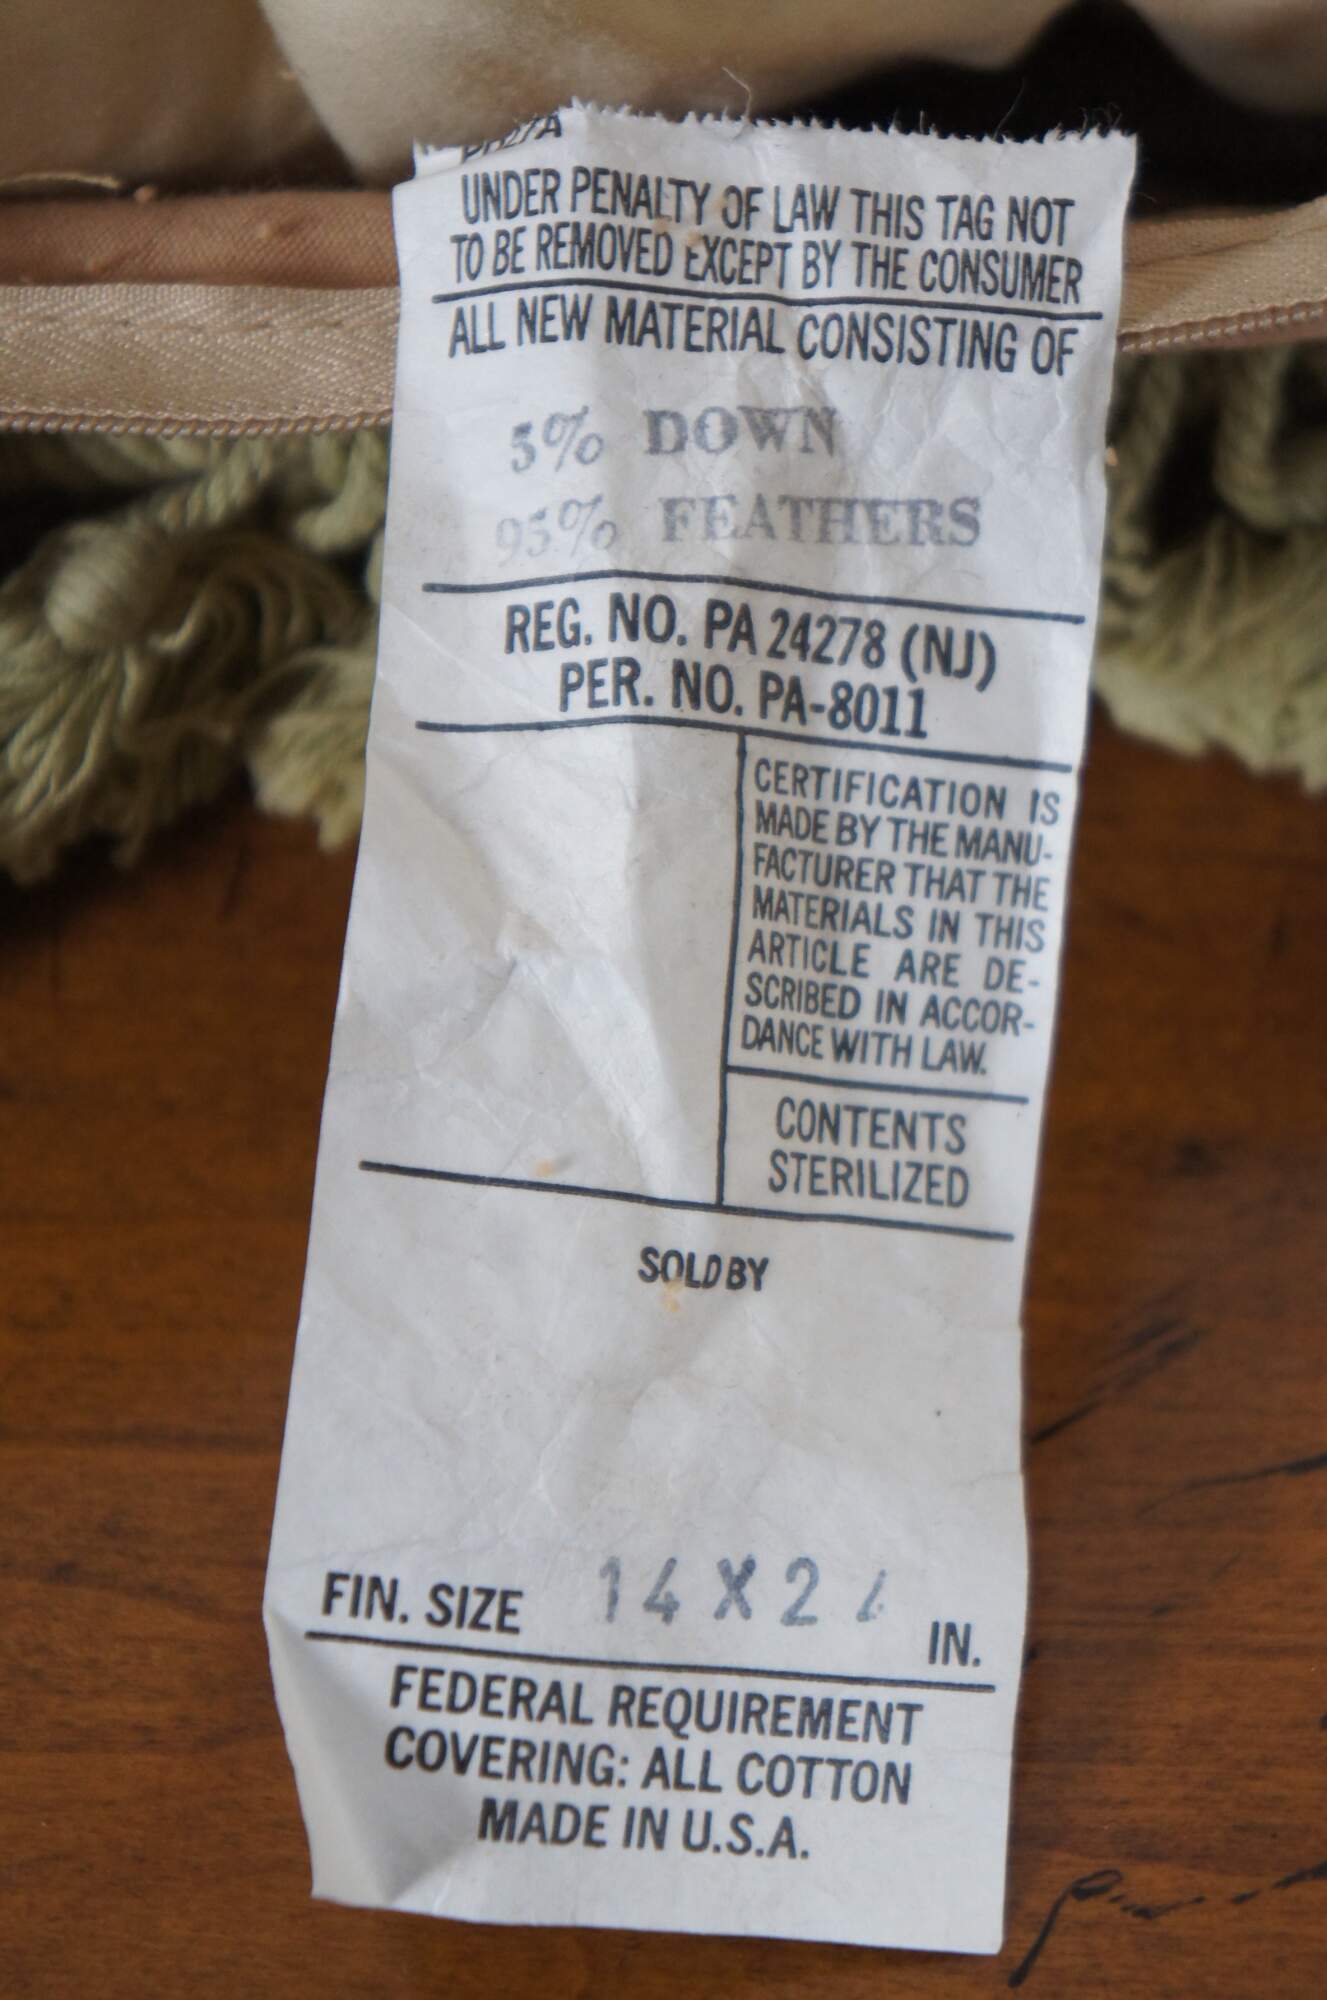 UNDER PENALTY OF LAW THIS TAG NOT
TO BE REMOVED EXCEPT BY THE CONSUMER
ALL NEW MATERIAL CONSISTING OF
5% DOWN
95% FEATHERS
REG. NO. PA 24278 (NJ)
PER. NO. PA-8011
CERTIFICATION IS
MADE BY THE MANU-
FACTURER THAT THE
MATERIALS IN THIS
ARTICLE ARE DE-
SCRIBED IN ACCOR-
DANCE WITH LAW.
CONTENTS
STERILIZED
SOLD BY
FIN. SIZE 14 X 2 IN.
FEDERAL REQUIREMENT
COVERING: ALL COTTON
MADE IN U.S.A.